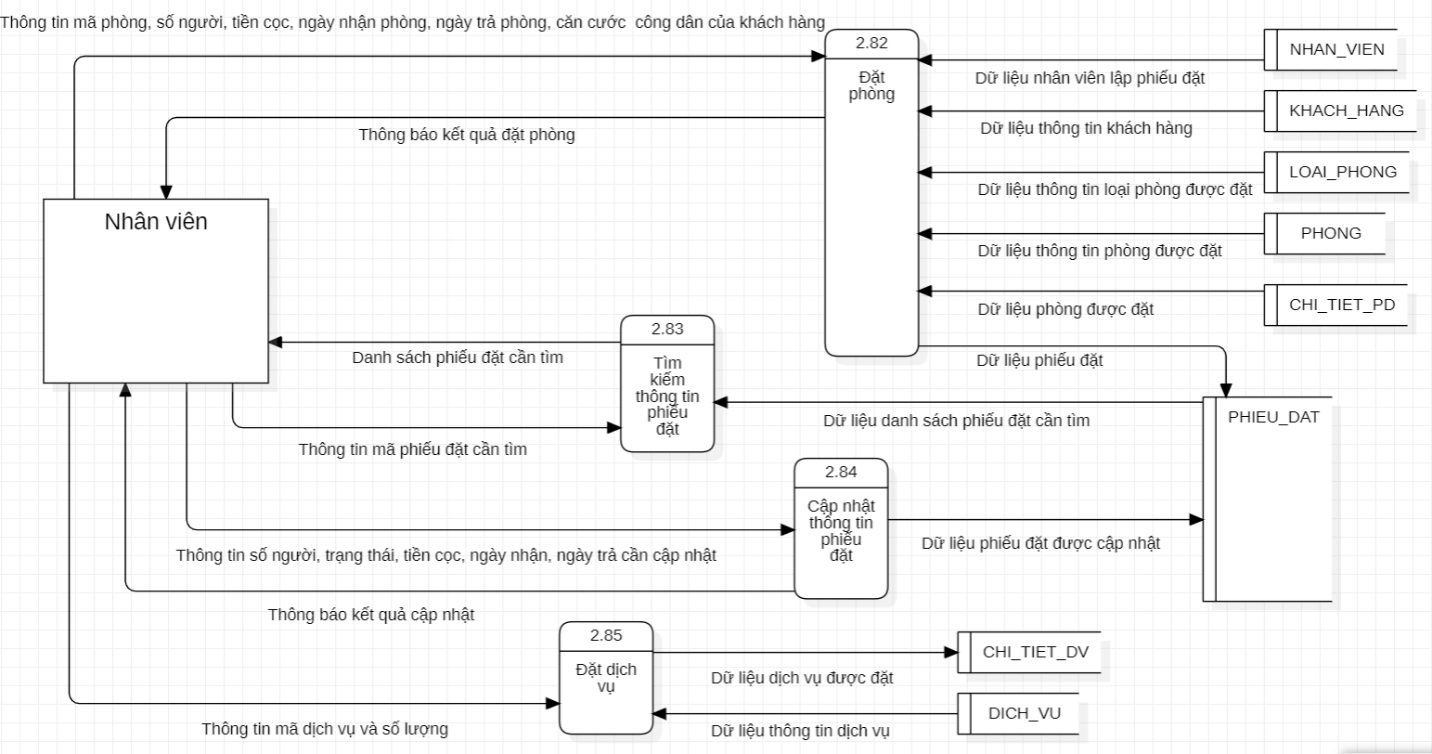 Thông tin mã phòng, số người, tiền cọc, ngày nhận phòng, ngày trả phòng, căn cước  công dân của khách hàng
2.82
Đặt
phòng
NHAN_VIEN
Dữ liệu nhân viên lập phiếu đặt
KHACH_HANG
Dữ liệu thông tin khách hàng
Thông báo kết quả đặt phòng
LOAI_PHONG
Dữ liệu thông tin loại phòng được đặt
Nhân viên
PHONG
Dữ liệu thông tin phòng được đặt
CHI_TIET_PD
Dữ liệu phòng được đặt
2.83
Tìm
kiếm
thông tin
phiếu
đặt
Danh sách phiếu đặt cần tìm
Dữ liệu phiếu đặt
Dữ liệu danh sách phiếu đặt cần tìm
PHIEU_DAT
Thông tin mã phiếu đặt cần tìm
2.84
Cập nhật
thông tin
phiếu
đặt
Thông tin số người, trạng thái, tiền cọc, ngày nhận, ngày trả cần cập nhật
Dữ liệu phiếu đặt được cập nhật
Thông báo kết quả cập nhật
2.85
Đặt dịch
vụ
CHI_TIET_DV
Dữ liệu dịch vụ được đặt
DICH_VU
Dữ liệu thông tin dịch vụ
Thông tin mã dịch vụ và số lượng